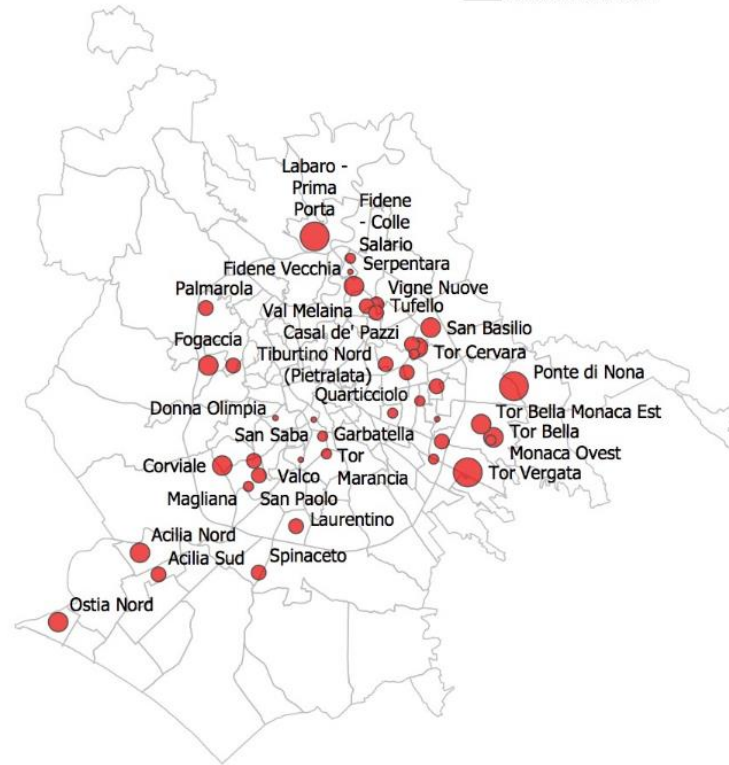 Labaro -
Prima
Porta
Fidene
- Colle
Salario
Fidene Vecchia
Serpentara
Palmarola
Vigne Nuove
Val Melaina
Tufello
Casal de' Pazzi
San Basilio
Fogaccia
Tiburtino Nord
(Pietralata)
Tor Cervara
Ponte di Nona
Quarticciolo
Donna Olimpia
Tor Bella Monaca Est
San Saba
Garbatella
Tor Bella
Monaca Ovest
Corviale
Valco
San Paolo
Tor
Marancia
Tor Vergata
Magliana
Laurentino
Acilia Nord
Acilia Sud
Spinaceto
Ostia Nord